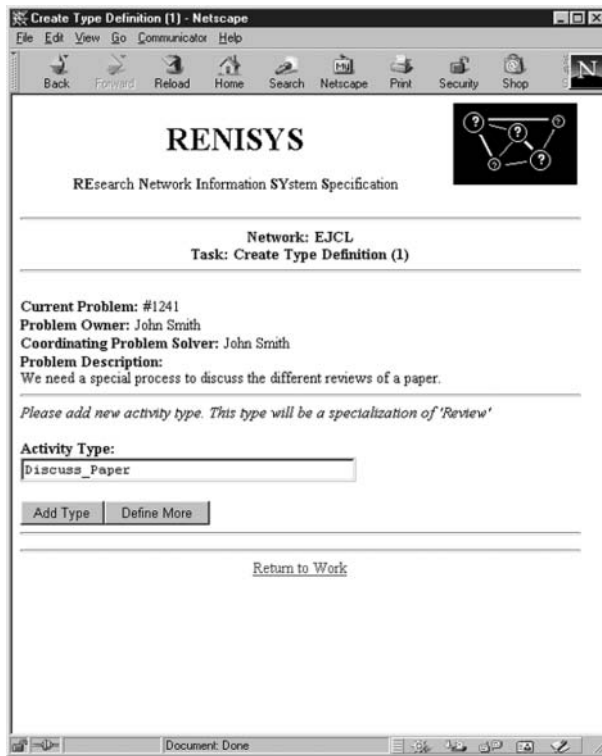 Create Type Definition (1) - Netscape
File Edit View Go Communicator Help
Back Forward Reload Home Search Netscape Print Security Shop
My
N
RENISYS
REsearch Network Information SYstem Specification
? ? ? ? ?
Network: EJCL
Task: Create Type Definition (1)
Current Problem: #1241
Problem Owner: John Smith
Coordinating Problem Solver: John Smith
Problem Description:
We need a special process to discuss the different reviews of a paper.
Please add new activity type. This type will be a specialization of 'Review'
Activity Type:
Discuss_Paper
Add Type Define More
Return to Work
Document: Done